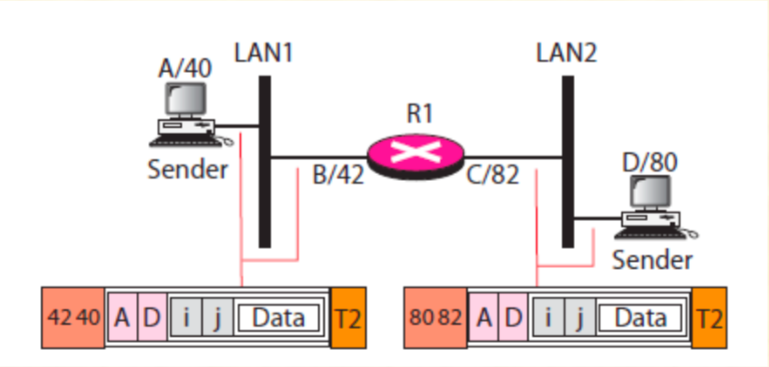 LAN1
LAN2
A/40
R1
Sender
B/42
C/82
D/80
Sender
42 40 A D i j Data T2
80 82 A D i j Data T2